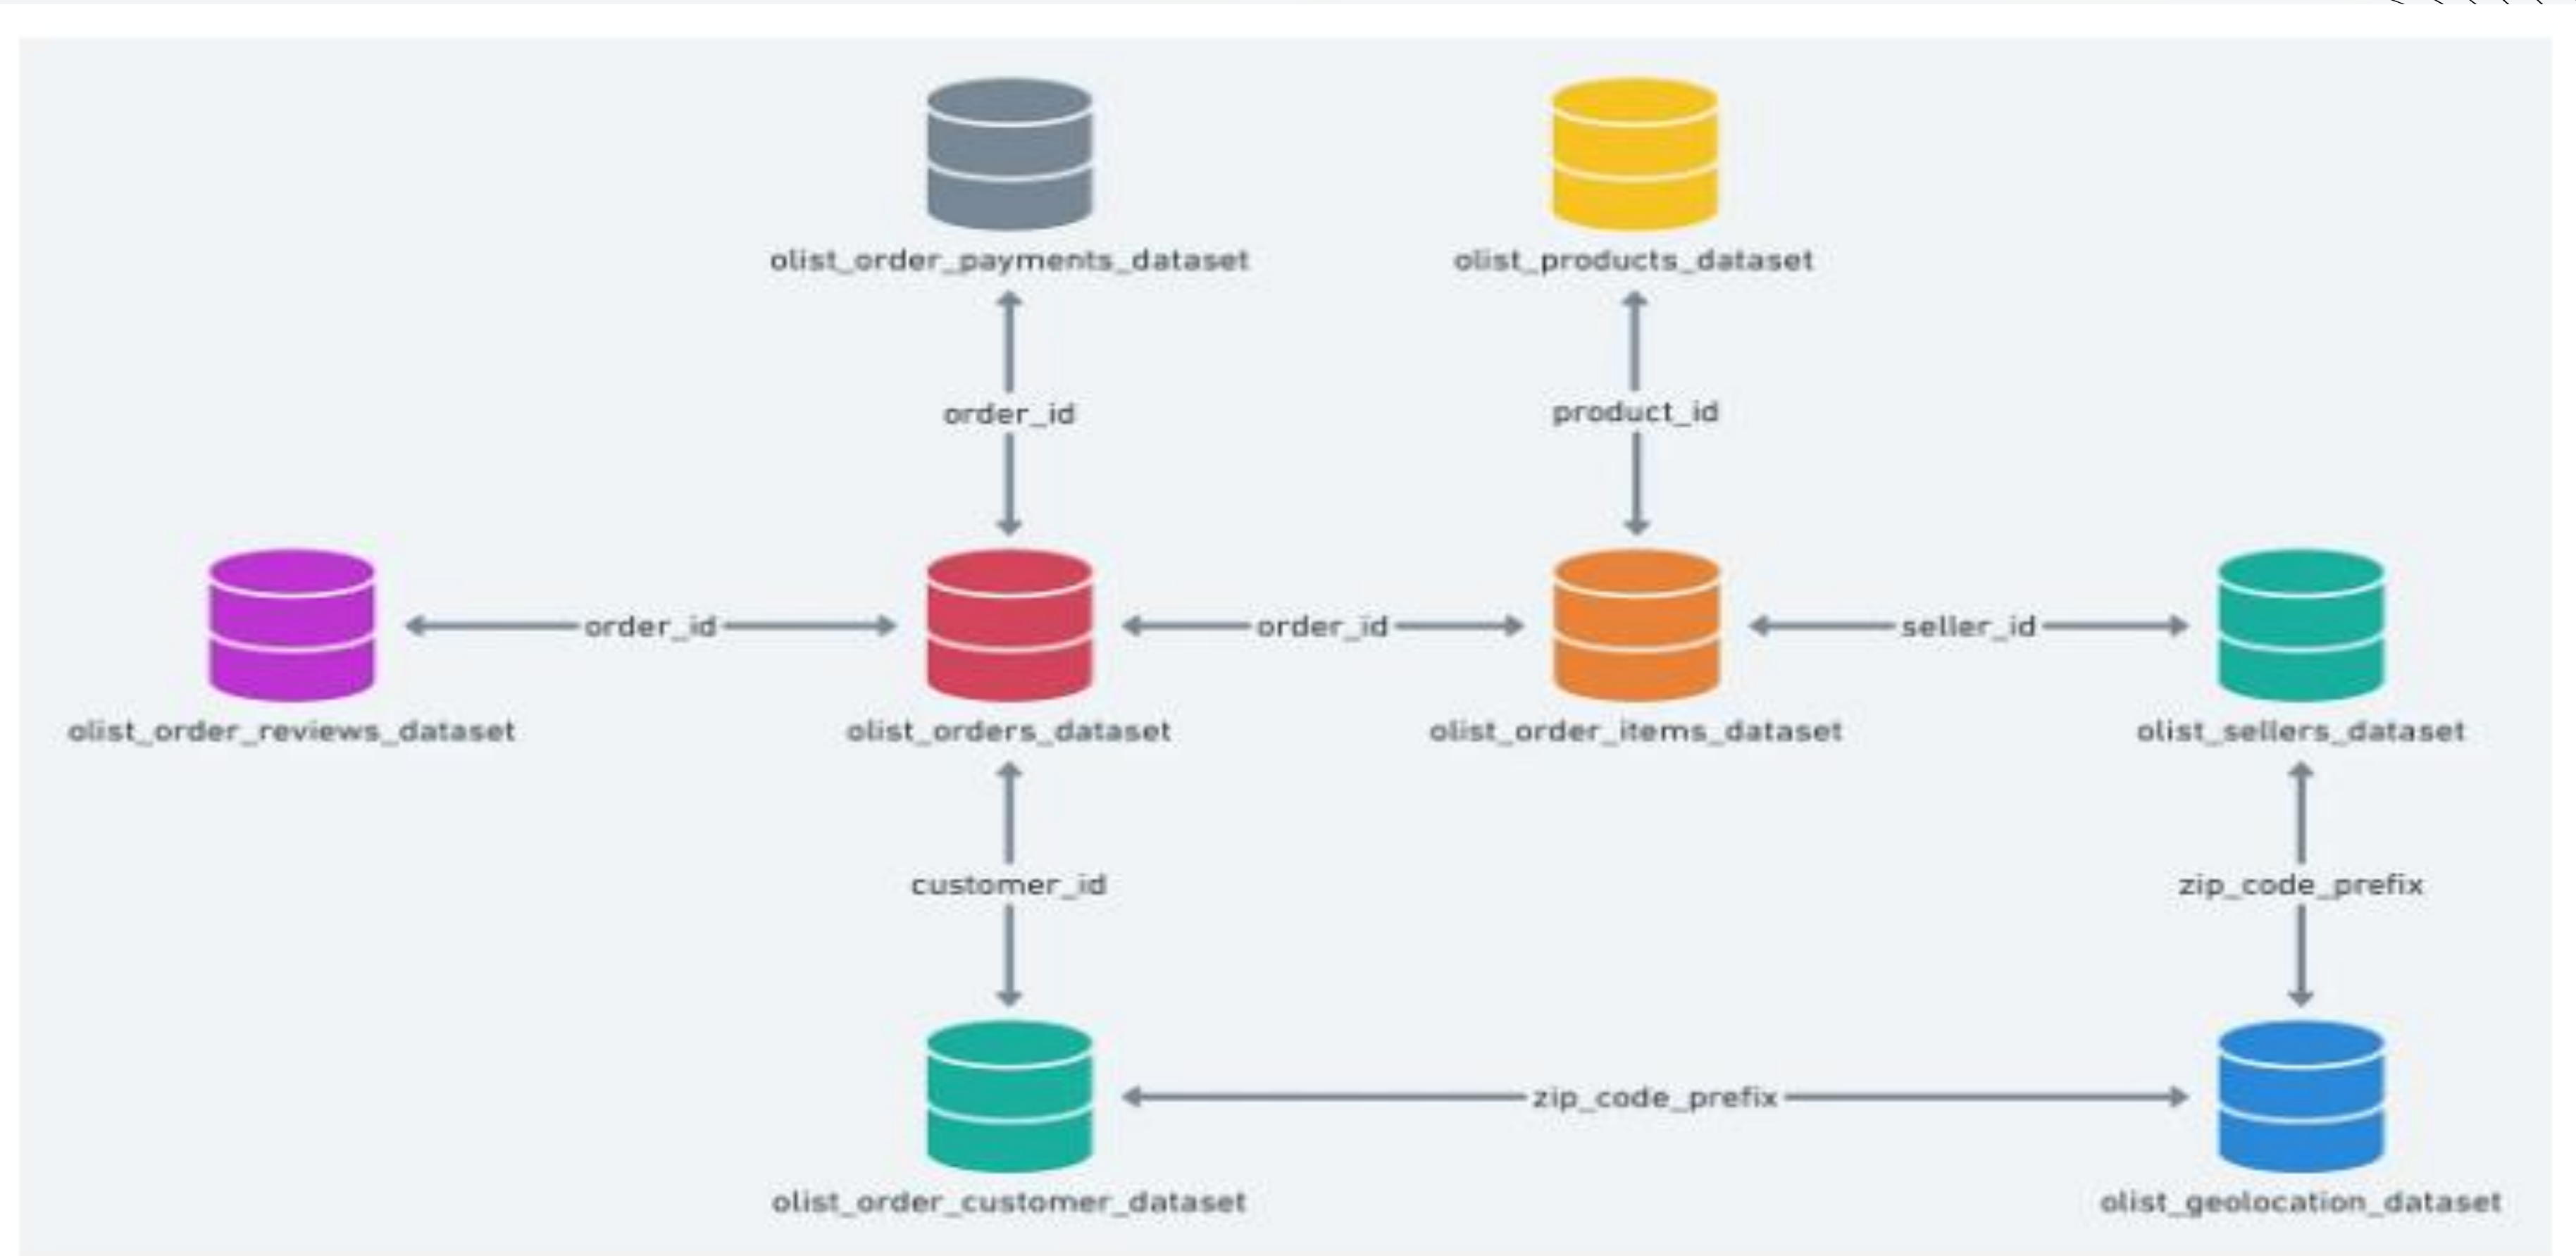 olist_order_payments_dataset
olist_products_dataset
order_id
product_id
order_id
order_id
seller_id
olist_order_reviews_dataset
olist_orders_dataset
olist_order_items_dataset
olist_sellers_dataset
customer_id
zip_code_prefix
zip_code_prefix
olist_order_customer_dataset
olist_geolocation_dataset